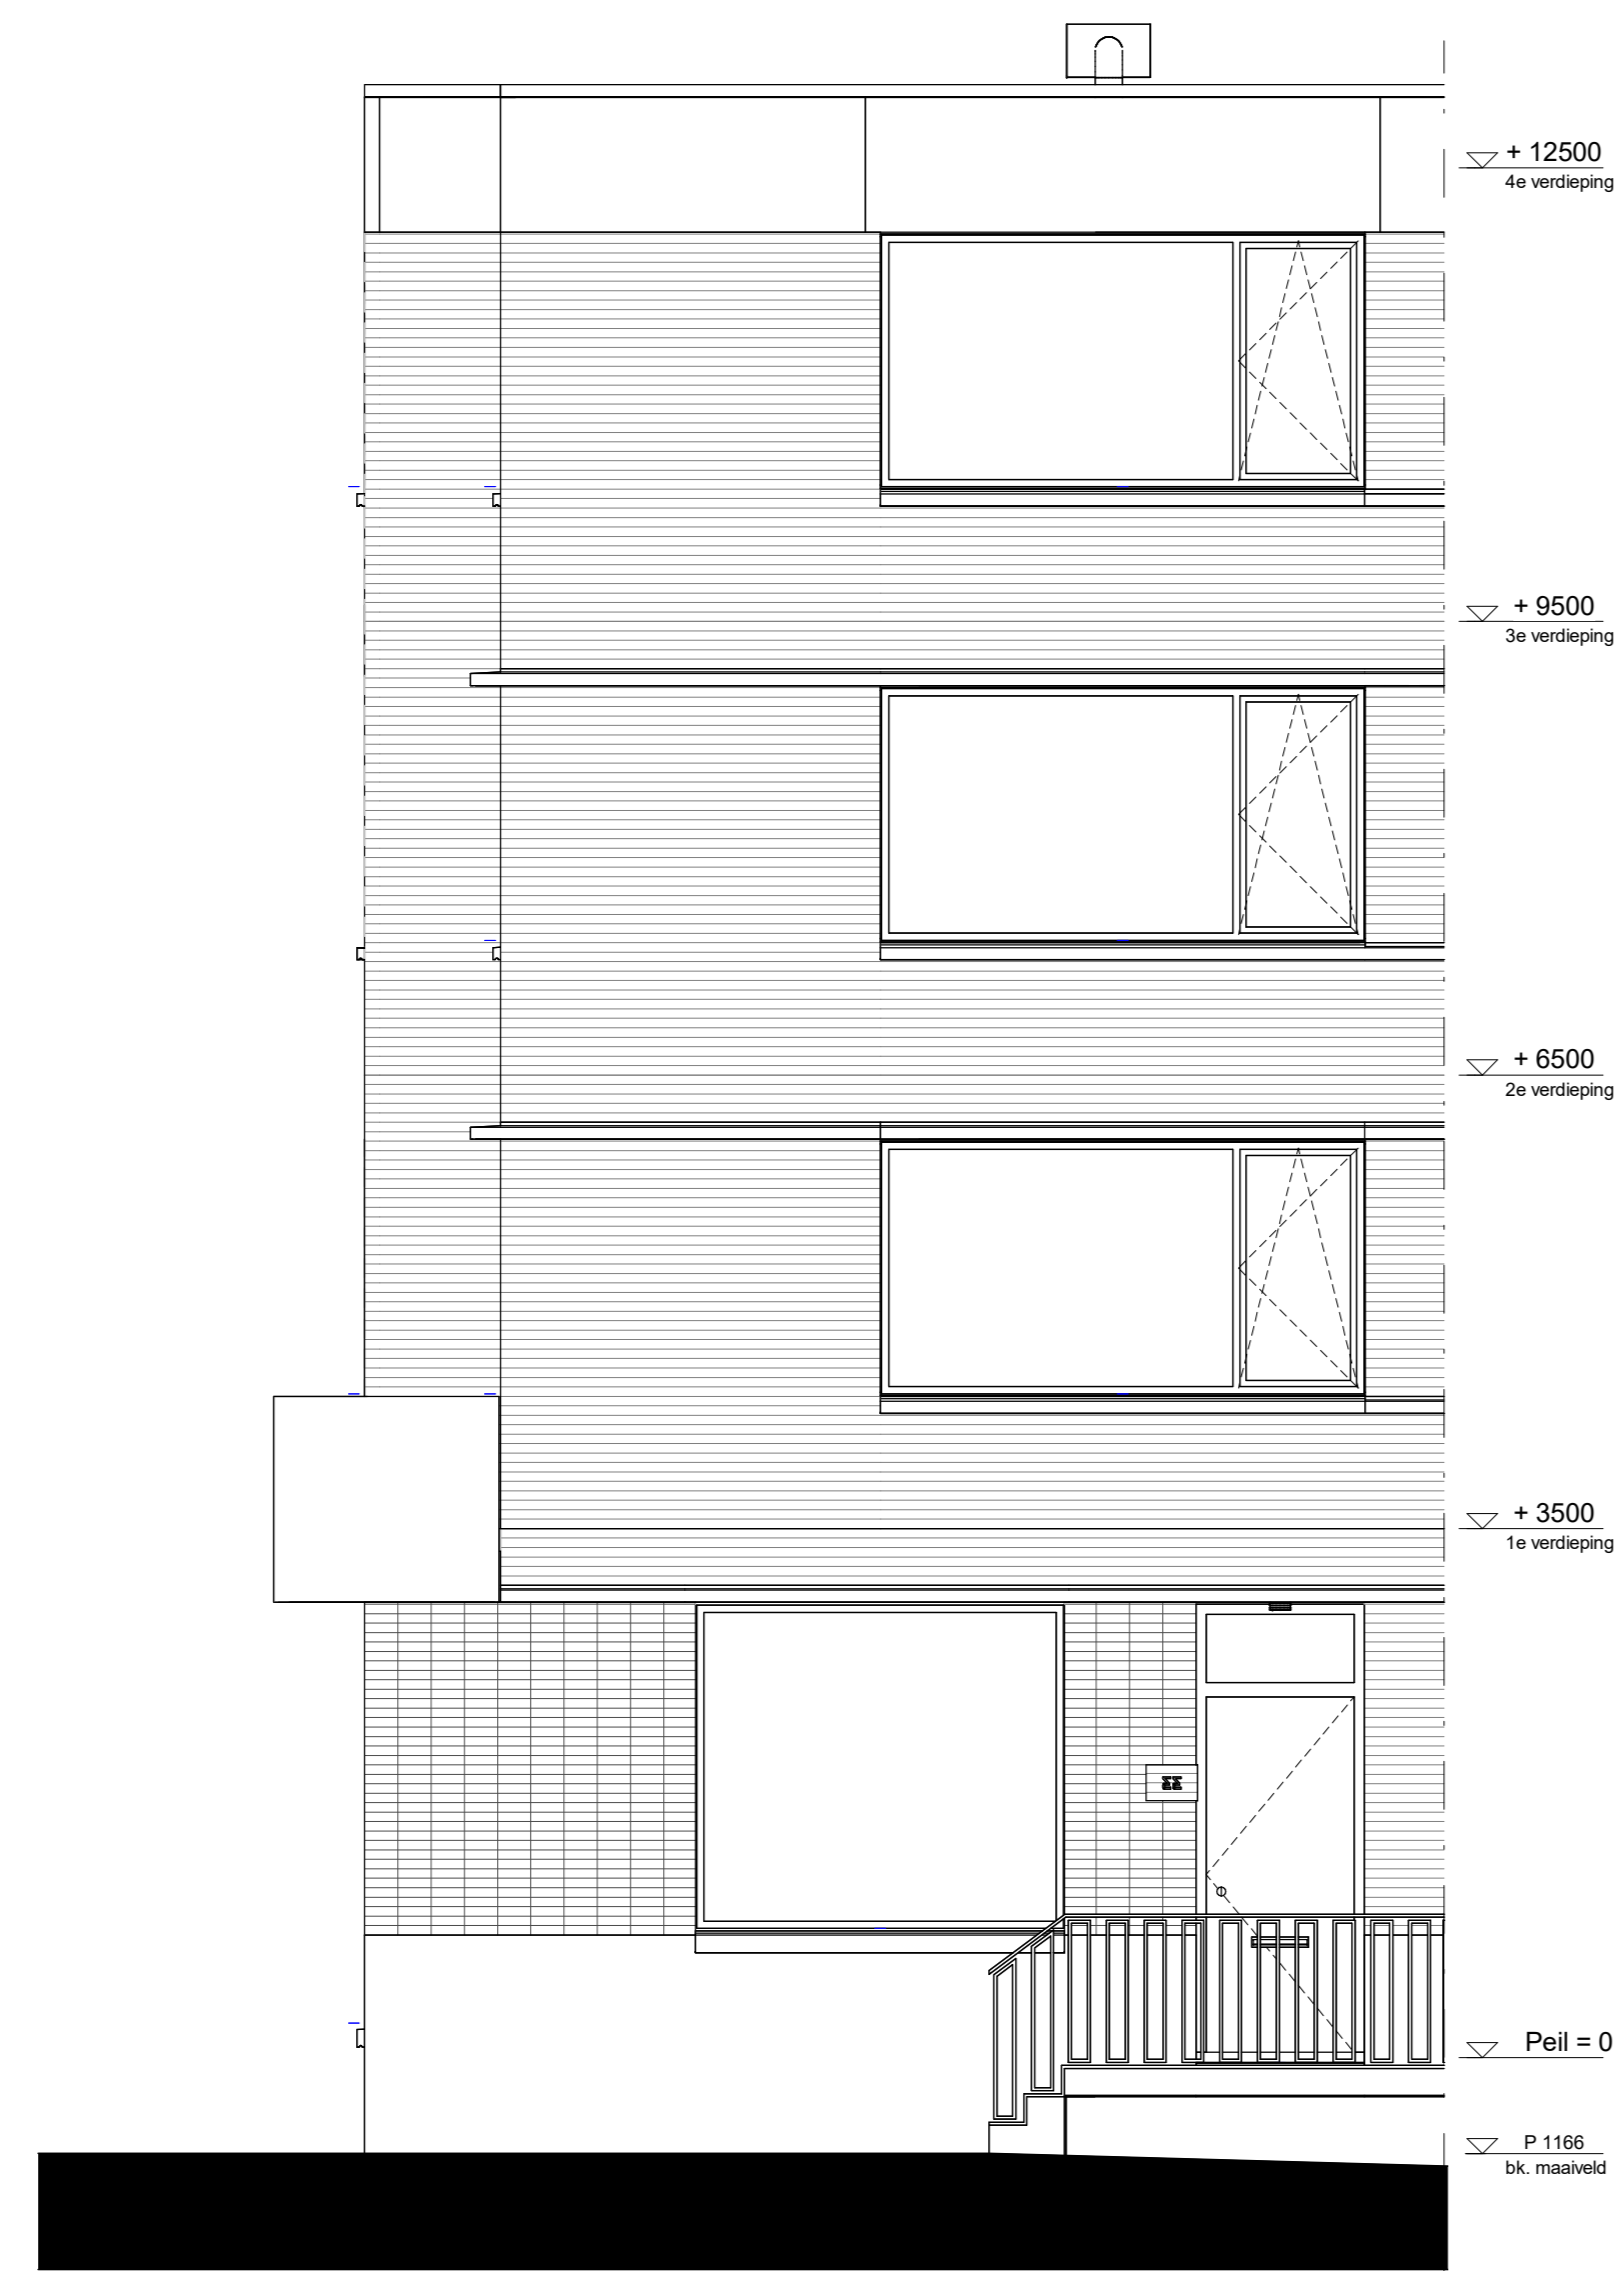 + 12500
4e verdieping
+ 9500
3e verdieping
+ 6500
2e verdieping
+ 3500
1e verdieping
Peil = 0
P 1166
bk. maaiveld